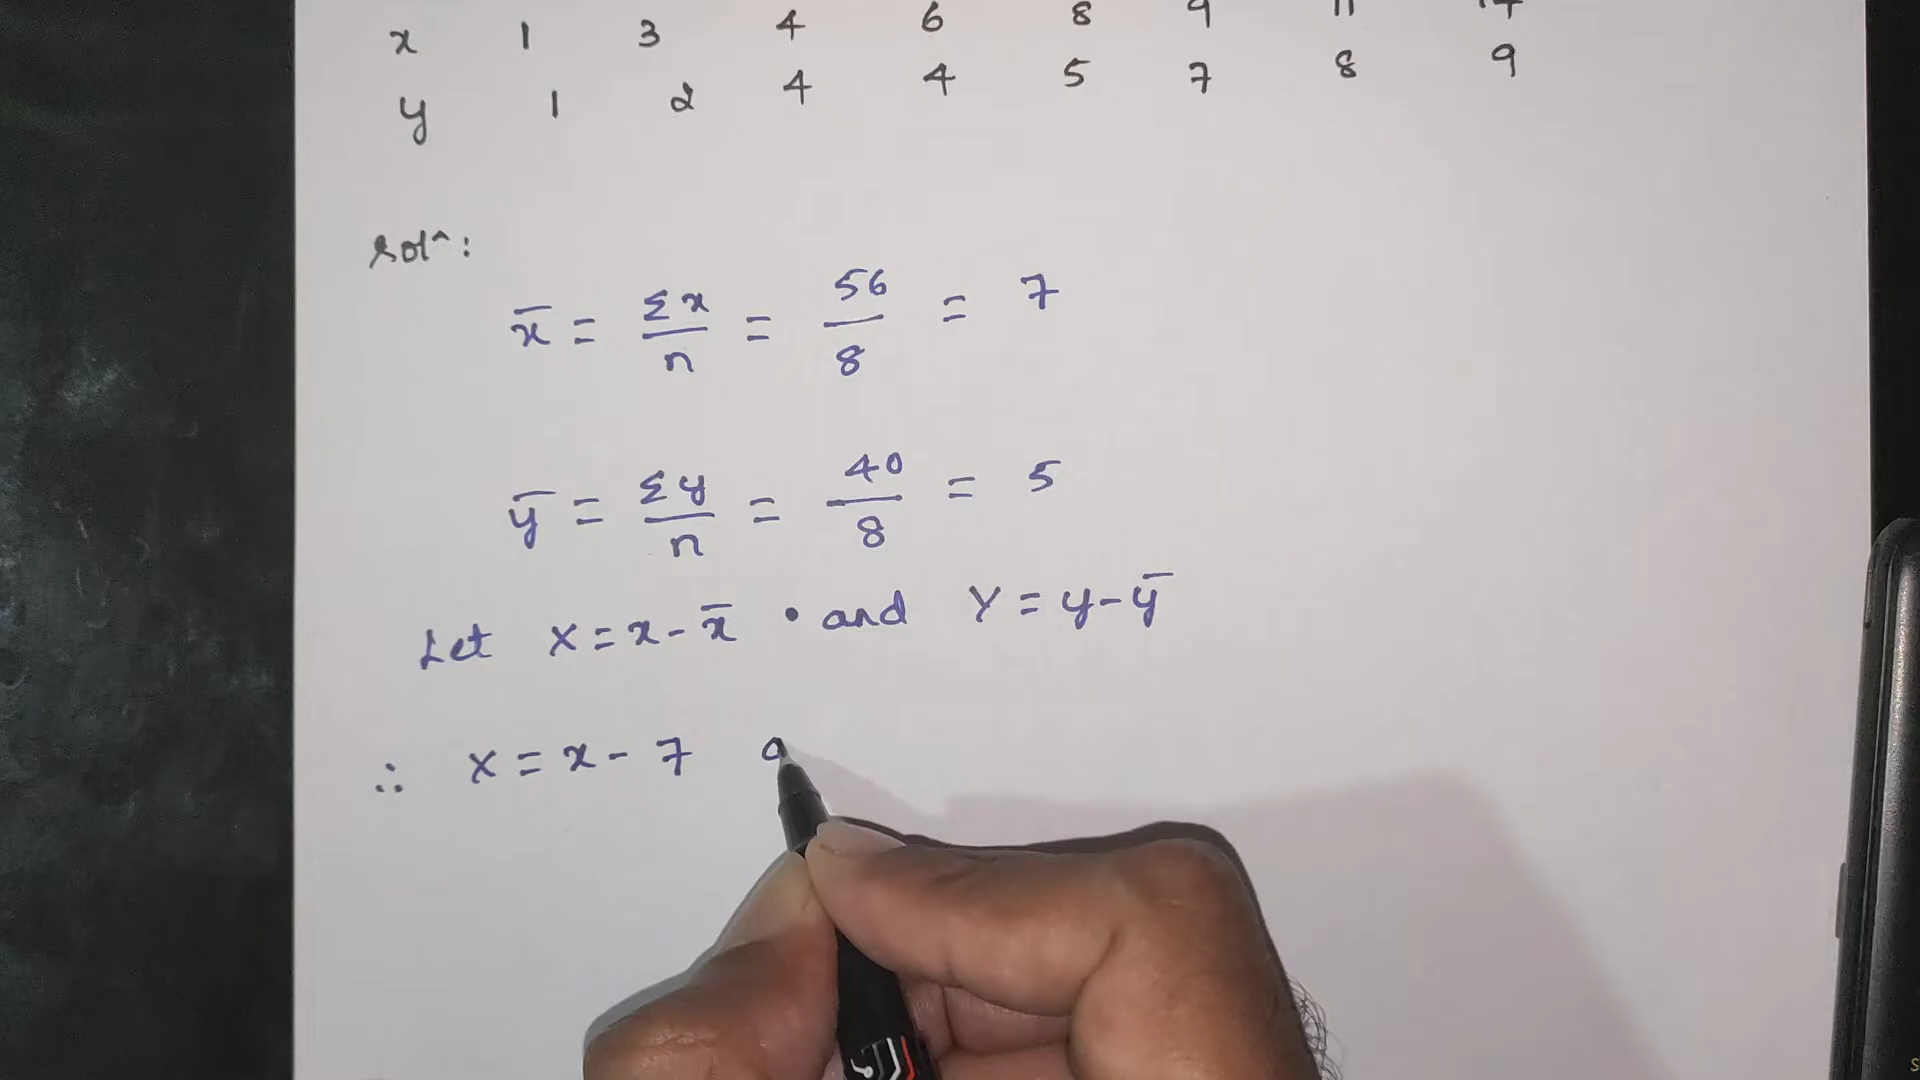 x 1 3 4 6 8 9 11 14
y 1 2 4 4 5 7 8 9
Solⁿ:
x̄ = Σx/n = 56/8 = 7
ȳ = Σy/n = 40/8 = 5
Let X = x - x̄ and Y = y - ȳ
∴ X = x - 7 a